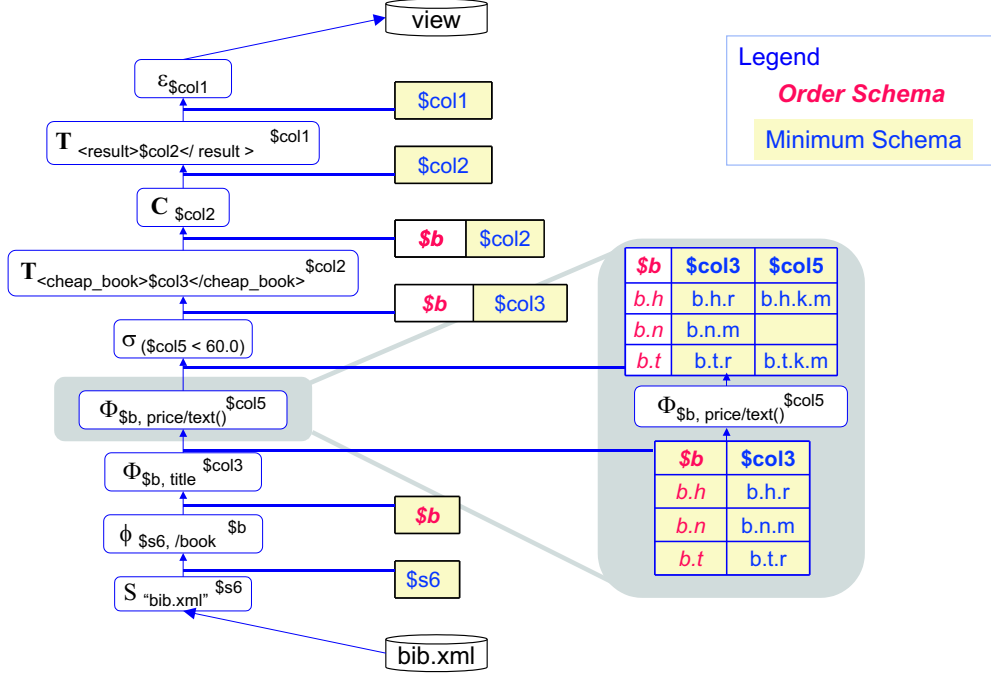 view
Legend
Order Schema
Minimum Schema
ε $col1
$col1
T <result>$col2</ result > $col1
$col2
C $col2
$b $col2
T <cheap_book>$col3</cheap_book> $col2
$b $col3
σ ($col5 < 60.0)
Φ $b, price/text() $col5
Φ $b, title $col3
$b
ϕ $s6, /book $b
$s6
S “bib.xml” $s6
bib.xml
$b $col3 $col5
b.h b.h.r b.h.k.m
b.n b.n.m
b.t b.t.r b.t.k.m
Φ $b, price/text() $col5
$b $col3
b.h b.h.r
b.n b.n.m
b.t b.t.r